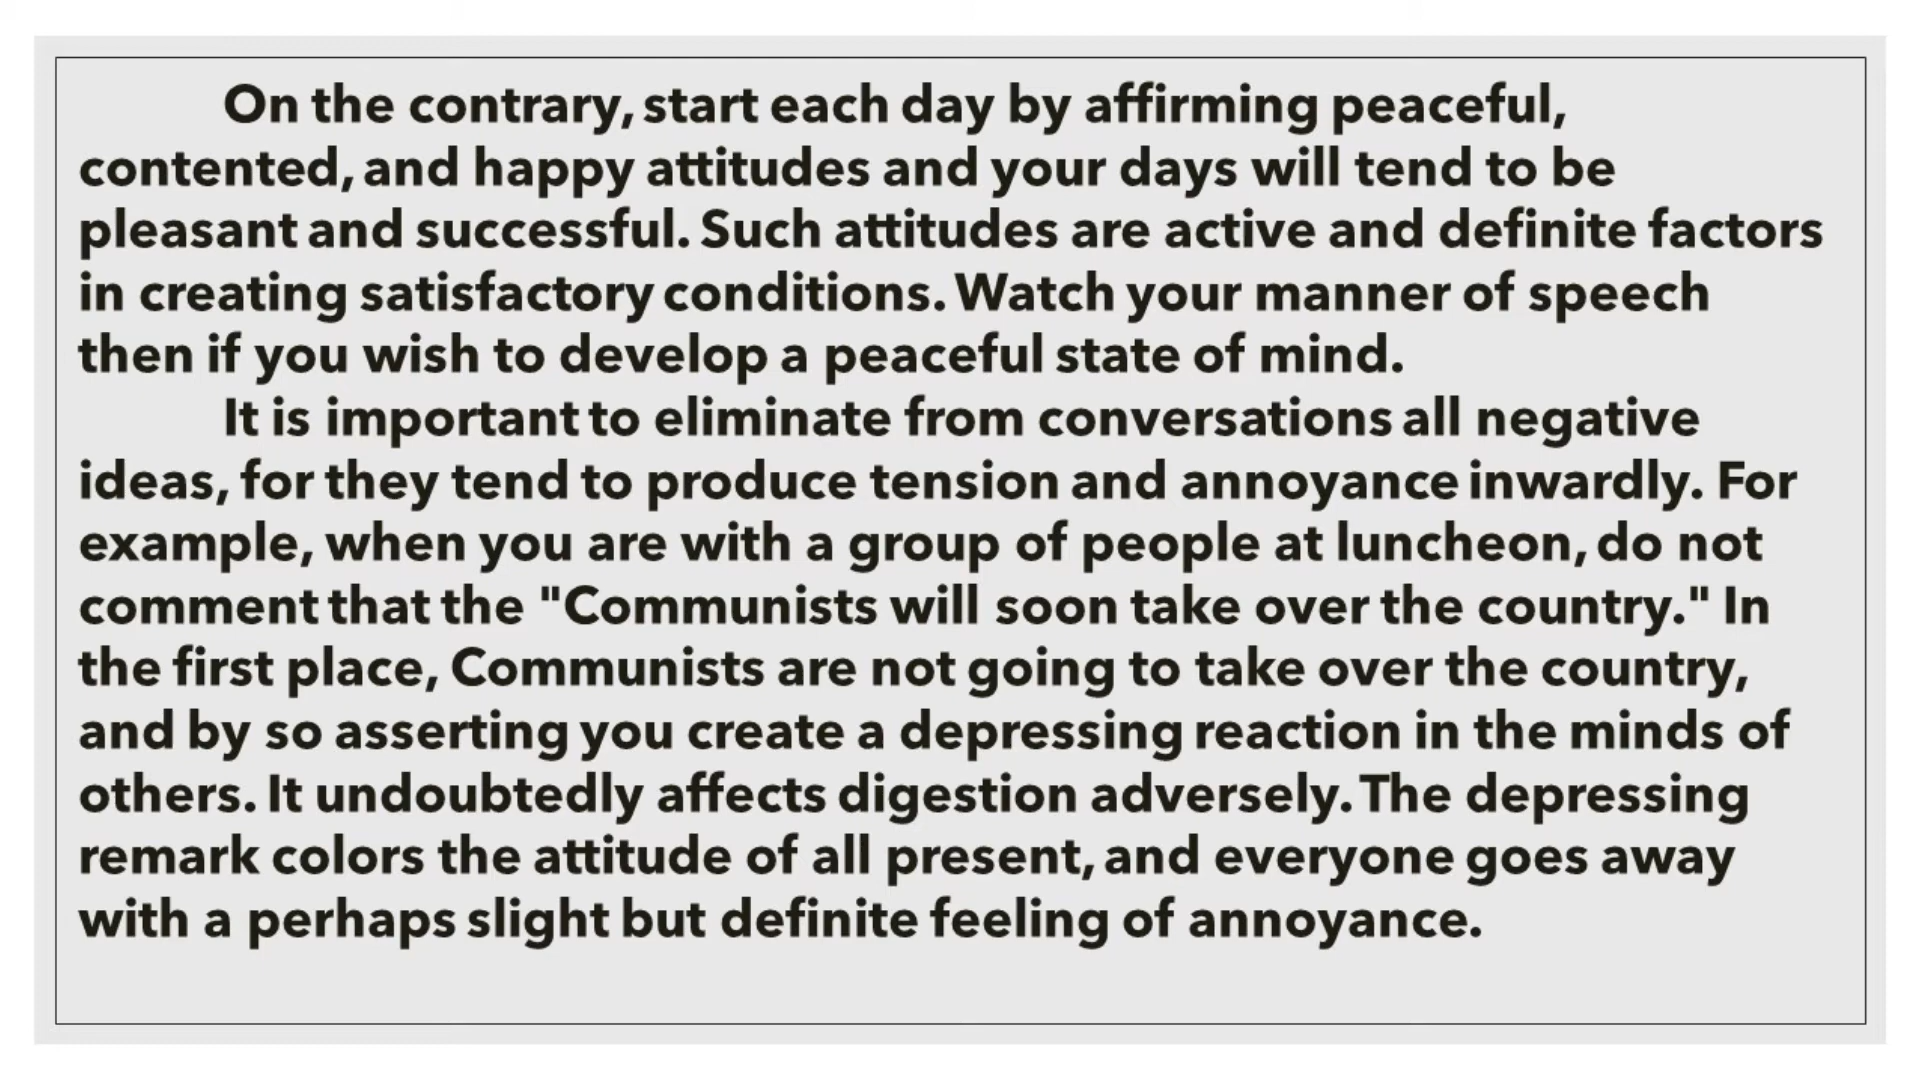 On the contrary, start each day by affirming peaceful,
contented, and happy attitudes and your days will tend to be
pleasant and successful. Such attitudes are active and definite factors
in creating satisfactory conditions. Watch your manner of speech
then if you wish to develop a peaceful state of mind.
It is important to eliminate from conversations all negative
ideas, for they tend to produce tension and annoyance inwardly. For
example, when you are with a group of people at luncheon, do not
comment that the "Communists will soon take over the country." In
the first place, Communists are not going to take over the country,
and by so asserting you create a depressing reaction in the minds of
others. It undoubtedly affects digestion adversely. The depressing
remark colors the attitude of all present, and everyone goes away
with a perhaps slight but definite feeling of annoyance.